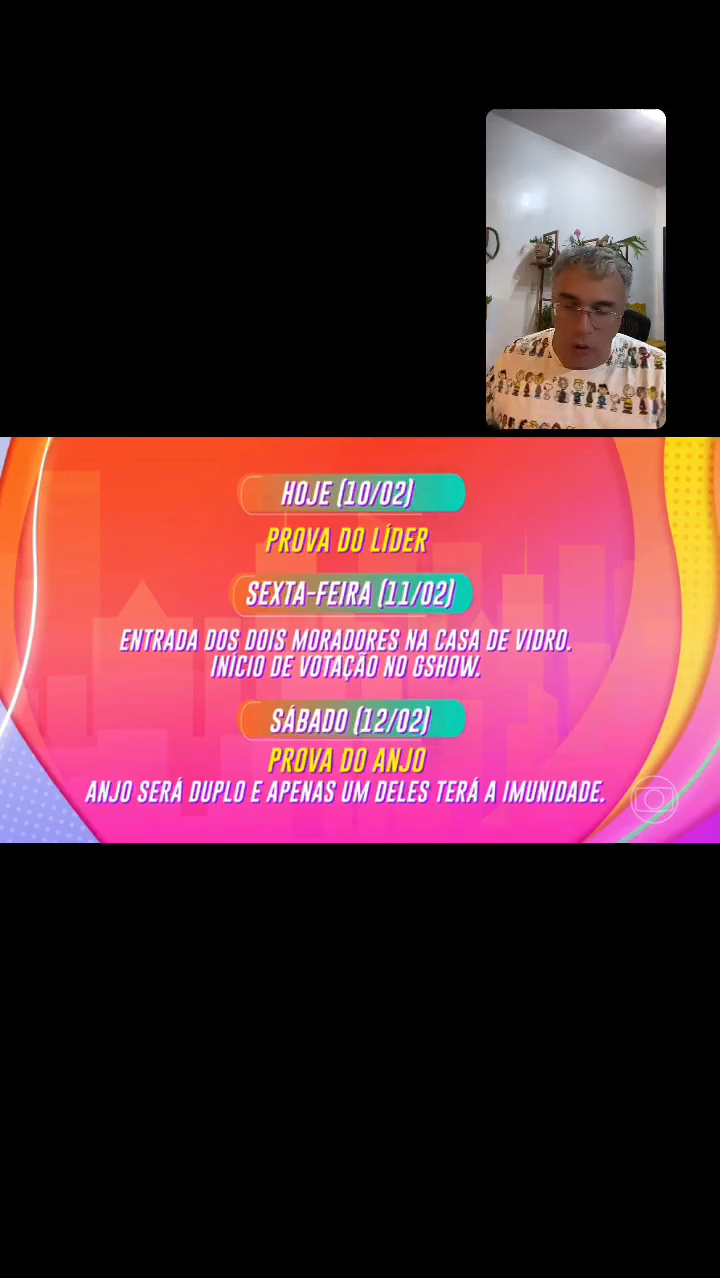 HOJE (10/02)
PROVA DO LÍDER
SEXTA-FEIRA (11/02)
ENTRADA DOS DOIS MORADORES NA CASA DE VIDRO.
INÍCIO DE VOTAÇÃO NO GSHOW.
SÁBADO (12/02)
PROVA DO ANJO
ANJO SERÁ DUPLO E APENAS UM DELES TERÁ A IMUNIDADE.